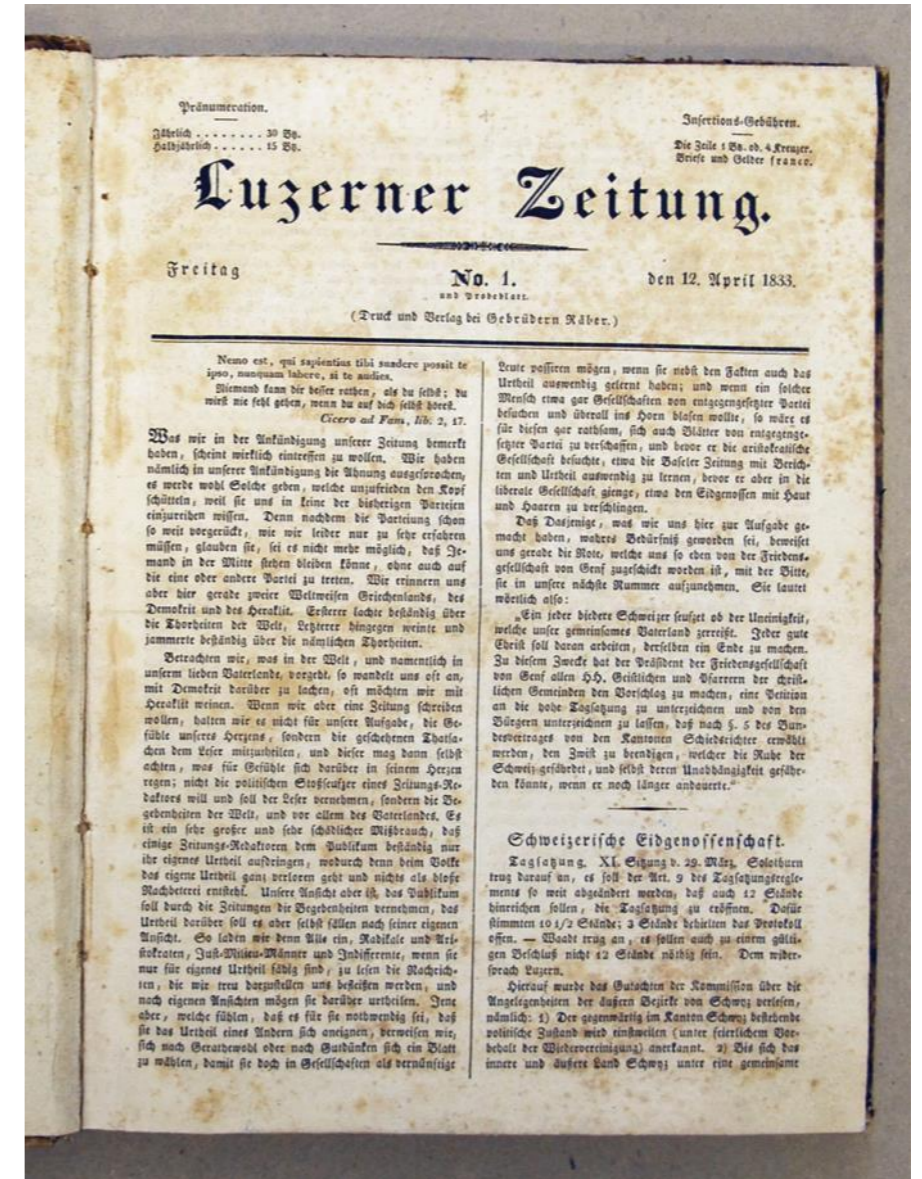 Pränumeration.
Jährlich . . . . . . . . 30 Btz.
Halbjährlich . . . . . . 15 Btz.
Insertions-Gebühren.
Die Zeile 1 Btz. od. 4 Kreuzer.
Briefe und Gelder franco.
Luzerner Zeitung.
Freitag
No. 1.
den 12. April 1833.
und Probeblatt.
(Druck und Verlag bei Gebrüdern Räber.)
Nemo est, qui sapientius tibi suadere possit te
ipso, nunquam labere, si te audies.
Niemand kann dir besser rathen, als du selbst; du
wirst nie fehl gehen, wenn du auf dich selbst hoerst.
Cicero ad Fam, lib. 2, 17.
Was wir in der Ankündigung unserer Zeitung bemerkt
haben, scheint wirklich eintreffen zu wollen. Wir haben
nämlich in unserer Ankündigung die Ahnung ausgesprochen,
es werde wohl Solche geben, welche unzufrieden den Kopf
schütteln, weil sie uns in keine der bisherigen Parteien
einzureihen wissen. Denn nachdem die Parteiung schon
so weit vorgerückt, wie wir leider nur zu sehr erfahren
müssen, glauben sie, sei es nicht mehr möglich, daß Je-
mand in der Mitte stehen bleiben könne, ohne auch auf
die eine oder andere Partei zu treten. Wir erinnern uns
aber hier gerade zweier Weltweisen Griechenlands, des
Demokrit und des Heraklit. Ersterer lachte beständig über
die Thorheiten der Welt, Letzterer hingegen weinte und
jammerte beständig über die nämlichen Thorheiten.
Betrachten wir, was in der Welt, und namentlich in
unserm lieben Vaterlande, vorgeht, so wandelt uns oft an,
mit Demokrit darüber zu lachen, oft möchten wir mit
Heraklit weinen. Wenn wir aber eine Zeitung schreiben
wollen, halten wir es nicht für unsere Aufgabe, die Ge-
fühle unseres Herzens, sondern die geschehenen Thatsa-
chen dem Leser mitzutheilen, und dieser mag dann selbst
achten, was für Gefühle sich darüber in seinem Herzen
regen; nicht die politischen Stoßseufzer eines Zeitungs-Re-
daktors will und soll der Leser vernehmen, sondern die Be-
gebenheiten der Welt, und vor allem des Vaterlandes. Es
ist ein sehr großer und sehr schädlicher Mißbrauch, daß
einige Zeitungs-Redaktoren dem Publikum beständig nur
ihr eigenes Urtheil aufdringen, wodurch denn beim Volke
das eigene Urtheil ganz verloren geht und nichts als bloße
Nachbeterei entsteht. Unsere Ansicht aber ist, das Publikum
soll durch die Zeitungen die Begebenheiten vernehmen, das
Urtheil darüber soll es aber selbst fällen nach seiner eigenen
Ansicht. So laden wir denn Alle ein, Radikale und Ari-
stokraten, Just-Milieu-Männer und Indifferente, wenn sie
nur für eigenes Urtheil fähig sind, zu lesen die Nachrich-
ten, die wir treu darzustellen uns befleißen werden, und
nach eigenen Ansichten mögen sie darüber urtheilen. Jene
aber, welche fühlen, daß es für sie nothwendig sei, daß
sie das Urtheil eines Andern sich aneignen, verweisen wir,
sich nach Gerathewohl oder nach Gutdünken sich ein Blatt
zu wählen, damit sie doch in Gesellschaften als vernünftige
Leute passiren mögen, wenn sie nebst den Fakten auch das
Urtheil auswendig gelernt haben; und wenn ein solcher
Mensch etwa gar Gesellschaften von entgegengesetzter Partei
besuchen und überall ins Horn blasen wollte, so wäre es
für diesen gar rathsam, sich auch Blätter von entgegenge-
setzter Partei zu verschaffen, und bevor er die aristokratische
Gesellschaft besuchte, etwa die Baseler Zeitung mit Berich-
ten und Urtheil auswendig zu lernen, bevor er aber in die
liberale Gesellschaft gienge, etwa den Eidgenossen mit Haut
und Haaren zu verschlingen.
Daß Dasjenige, was wir uns hier zur Aufgabe ge-
macht haben, wahres Bedürfniß geworden sei, beweiset
uns gerade die Note, welche uns so eben von der Friedens-
gesellschaft von Genf zugeschickt worden ist, mit der Bitte,
sie in unsere nächste Nummer aufzunehmen. Sie lautet
wörtlich also:
„Ein jeder biedere Schweizer seufzet ob der Uneinigkeit,
welche unser gemeinsames Vaterland zerreißt. Jeder gute
Christ soll daran arbeiten, derselben ein Ende zu machen.
Zu diesem Zwecke hat der Präsident der Friedensgesellschaft
von Genf allen HH. Geistlichen und Pfarrern der christ-
lichen Gemeinden den Vorschlag zu machen, eine Petition
an die hohe Tagsatzung zu unterzeichnen und von den
Bürgern unterzeichnen zu lassen, daß nach §. 5 des Bun-
desvertrages von den Kantonen Schiedsrichter erwählt
werden, den Zwist zu beendigen, welcher die Ruhe der
Schweiz gefährdet, und selbst deren Unabhängigkeit gefähr-
den könnte, wenn er noch länger andauerte."
Schweizerische Eidgenossenschaft.
Tagsatzung. XI. Sitzung v. 29. März. Solothurn
trug darauf an, es soll der Art. 9 des Tagsatzungsregle-
ments so weit abgeändert werden, daß auch 12 Stände
hinreichen sollen, die Tagsatzung zu eröffnen. Dafür
stimmten 10 1/2 Stände; 3 Stände behielten das Protokoll
offen. — Waadt trug an, es sollen auch zu einem gülti-
gen Beschluß nicht 12 Stände nöthig sein. Dem wider-
sprach Luzern.
Hierauf wurde das Gutachten der Kommission über die
Angelegenheiten der äußern Bezirke von Schwyz verlesen,
nämlich: 1) Der gegenwärtig im Kanton Schwyz bestehende
politische Zustand wird einstweilen (unter feierlichem Vor-
behalt der Wiedervereinigung) anerkannt. 2) Bis sich das
innere und äußere Land Schwyz unter eine gemeinsame